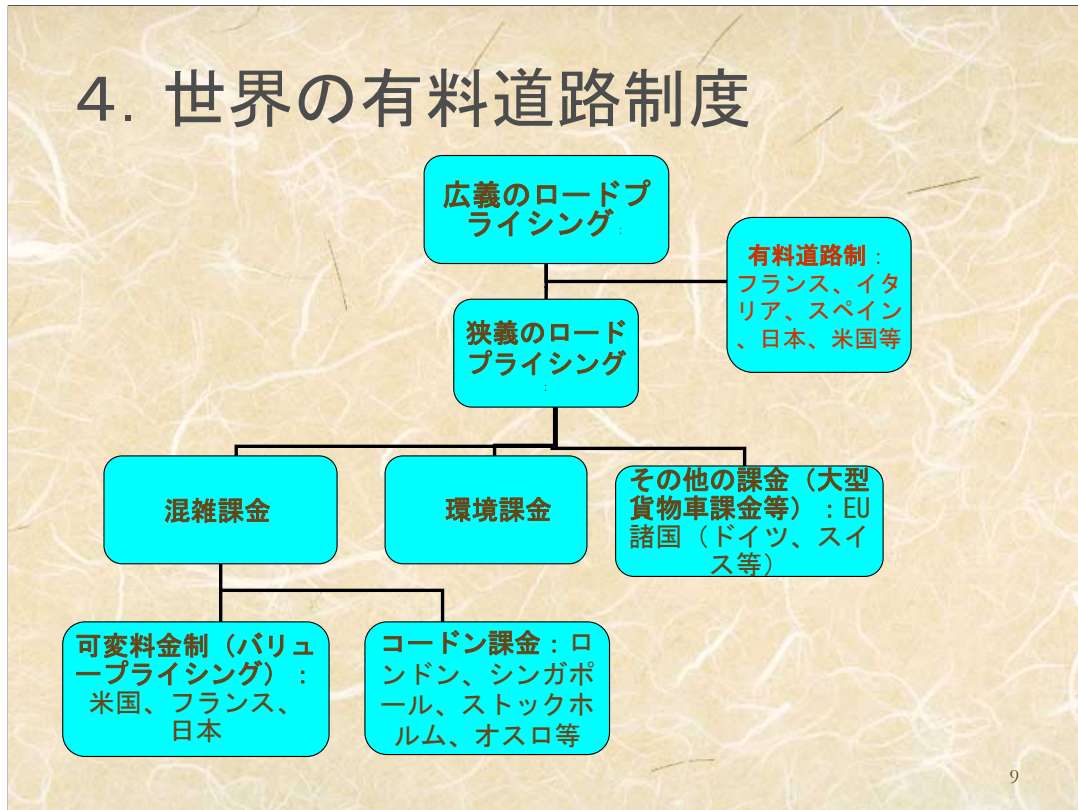 ４．世界の有料道路制度
広義のロードプ
ライシング：
有料道路制：
フランス、イタ
リア、スペイン
、日本、米国等
狭義のロード
プライシング
：
混雑課金
環境課金
その他の課金（大型
貨物車課金等）：EU
諸国（ドイツ、スイ
ス等）
可変料金制（バリュ
ープライシング）：
米国、フランス、
日本
コードン課金：ロ
ンドン、シンガポ
ール、ストックホ
ルム、オスロ等
9